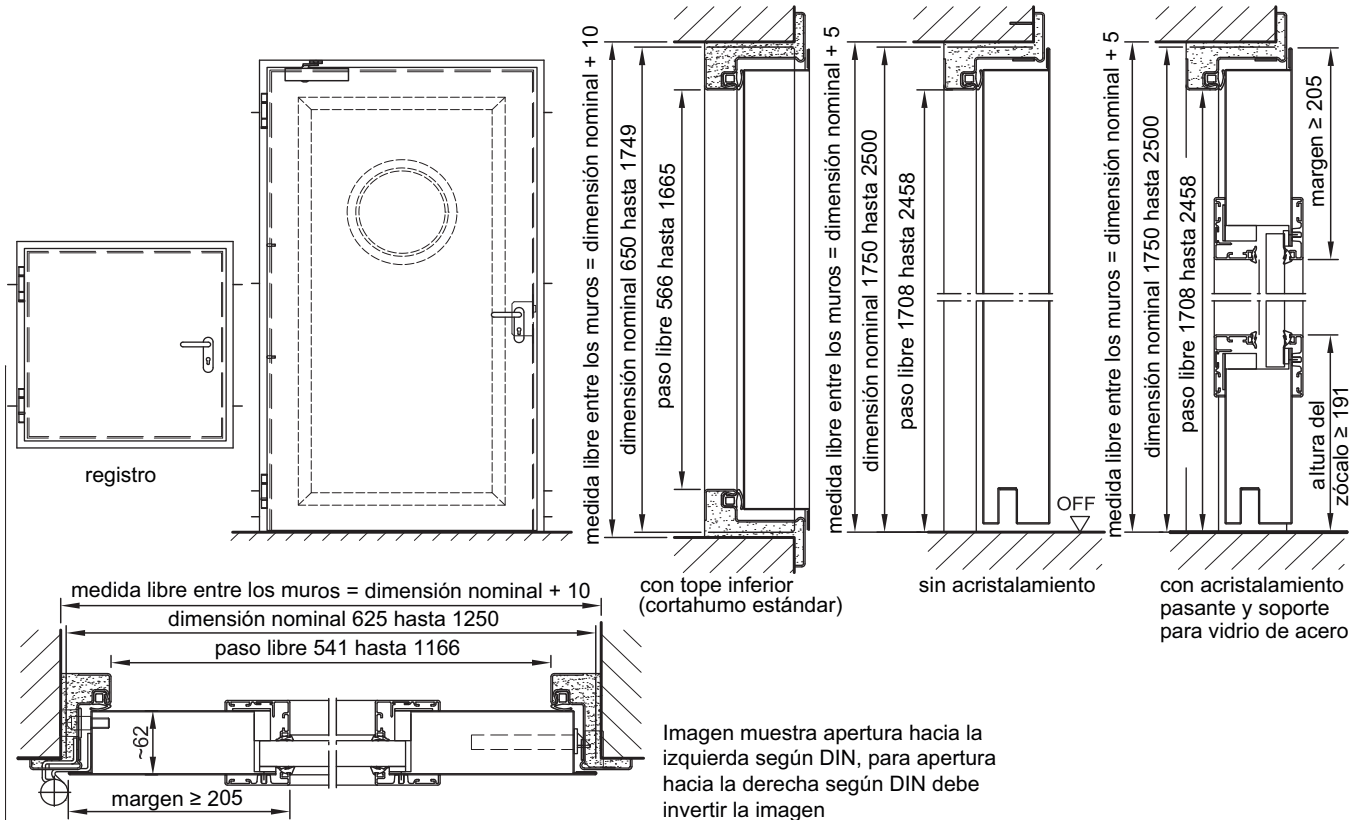 registro
medida libre entre los muros = dimensión nominal + 10
dimensión nominal 650 hasta 1749
paso libre 566 hasta 1665
con tope inferior
(cortahumo estándar)
medida libre entre los muros = dimensión nominal + 5
dimensión nominal 1750 hasta 2500
paso libre 1708 hasta 2458
OFF
sin acristalamiento
medida libre entre los muros = dimensión nominal + 5
dimensión nominal 1750 hasta 2500
paso libre 1708 hasta 2458
margen ≥ 205
altura del
zócalo ≥ 191
con acristalamiento
pasante y soporte
para vidrio de acero
medida libre entre los muros = dimensión nominal + 10
dimensión nominal 625 hasta 1250
paso libre 541 hasta 1166
~62
margen ≥ 205
Imagen muestra apertura hacia la
izquierda según DIN, para apertura
hacia la derecha según DIN debe
invertir la imagen